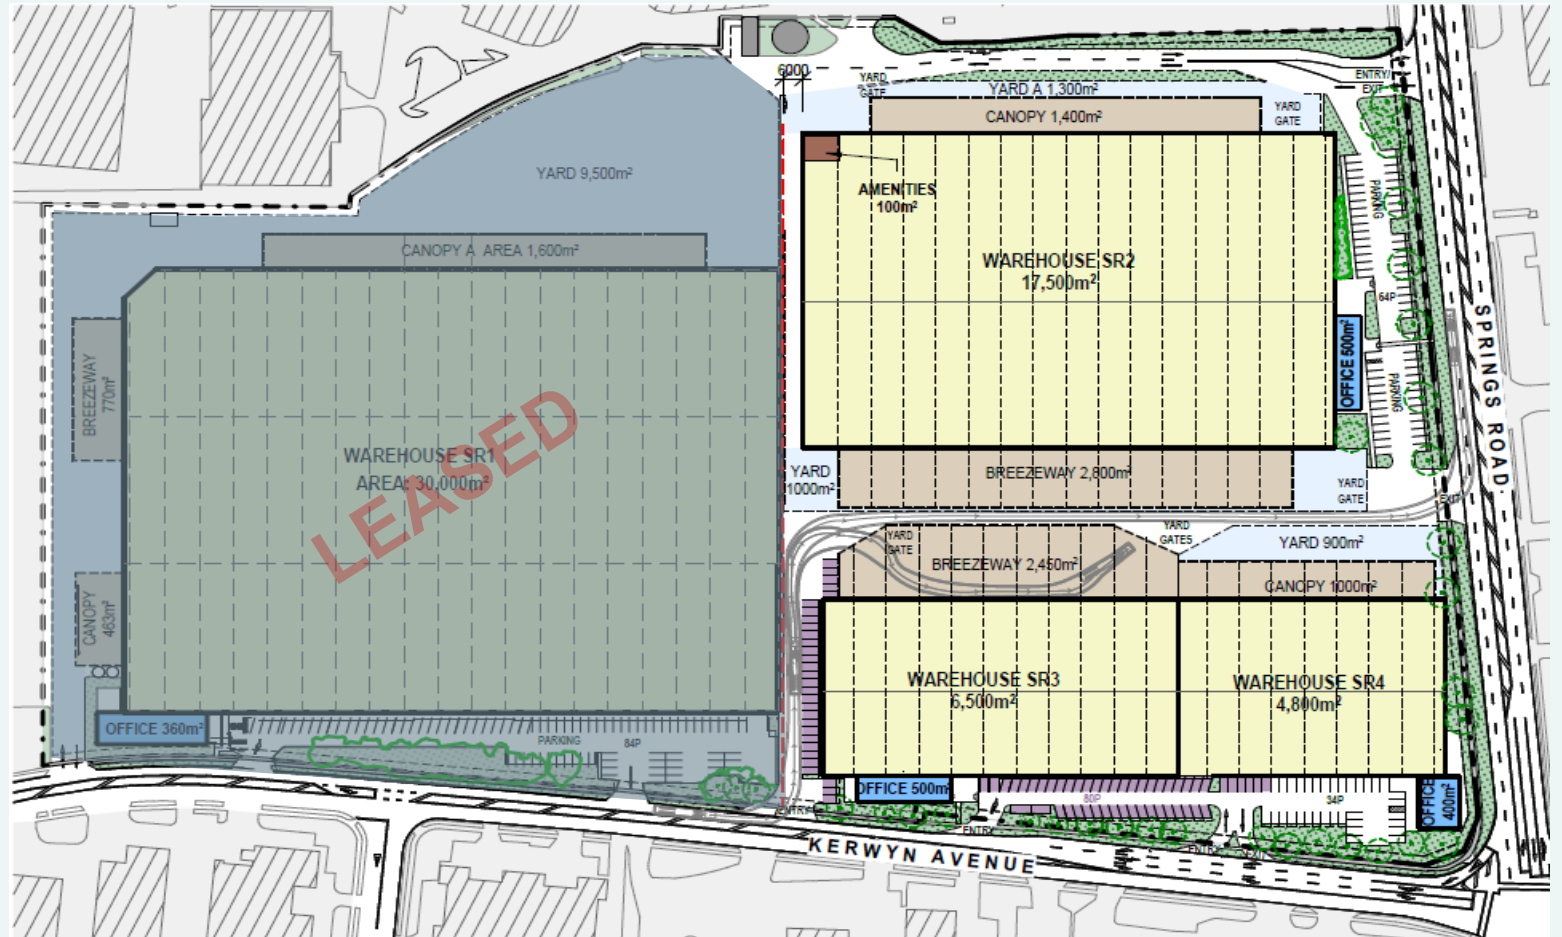 6000
YARD
GATE
ENTRY/
EXIT
YARD A 1,300m²
CANOPY 1,400m²
YARD
GATE
YARD 9,500m²
AMENITIES
100m²
PARKING
CANOPY A AREA 1,600m²
WAREHOUSE SR2
17,500m²
64P
SPRINGS ROAD
BREEZEWAY
770m²
OFFICE 500m²
PARKING
LEASED
WAREHOUSE SR1
AREA: 30,000m²
YARD
1000m²
BREEZEWAY 2,800m²
YARD
GATE
EXIT
YARD
GATE
YARD
GATES
YARD 900m²
BREEZEWAY 2,450m²
CANOPY 1000m²
CANOPY
463m²
WAREHOUSE SR3
6,500m²
WAREHOUSE SR4
4,800m²
OFFICE 360m²
PARKING
84P
OFFICE 500m²
80P
34P
OFFICE
400m²
ENTRY
ENTRY
ENTRY
EXIT
KERWYN AVENUE